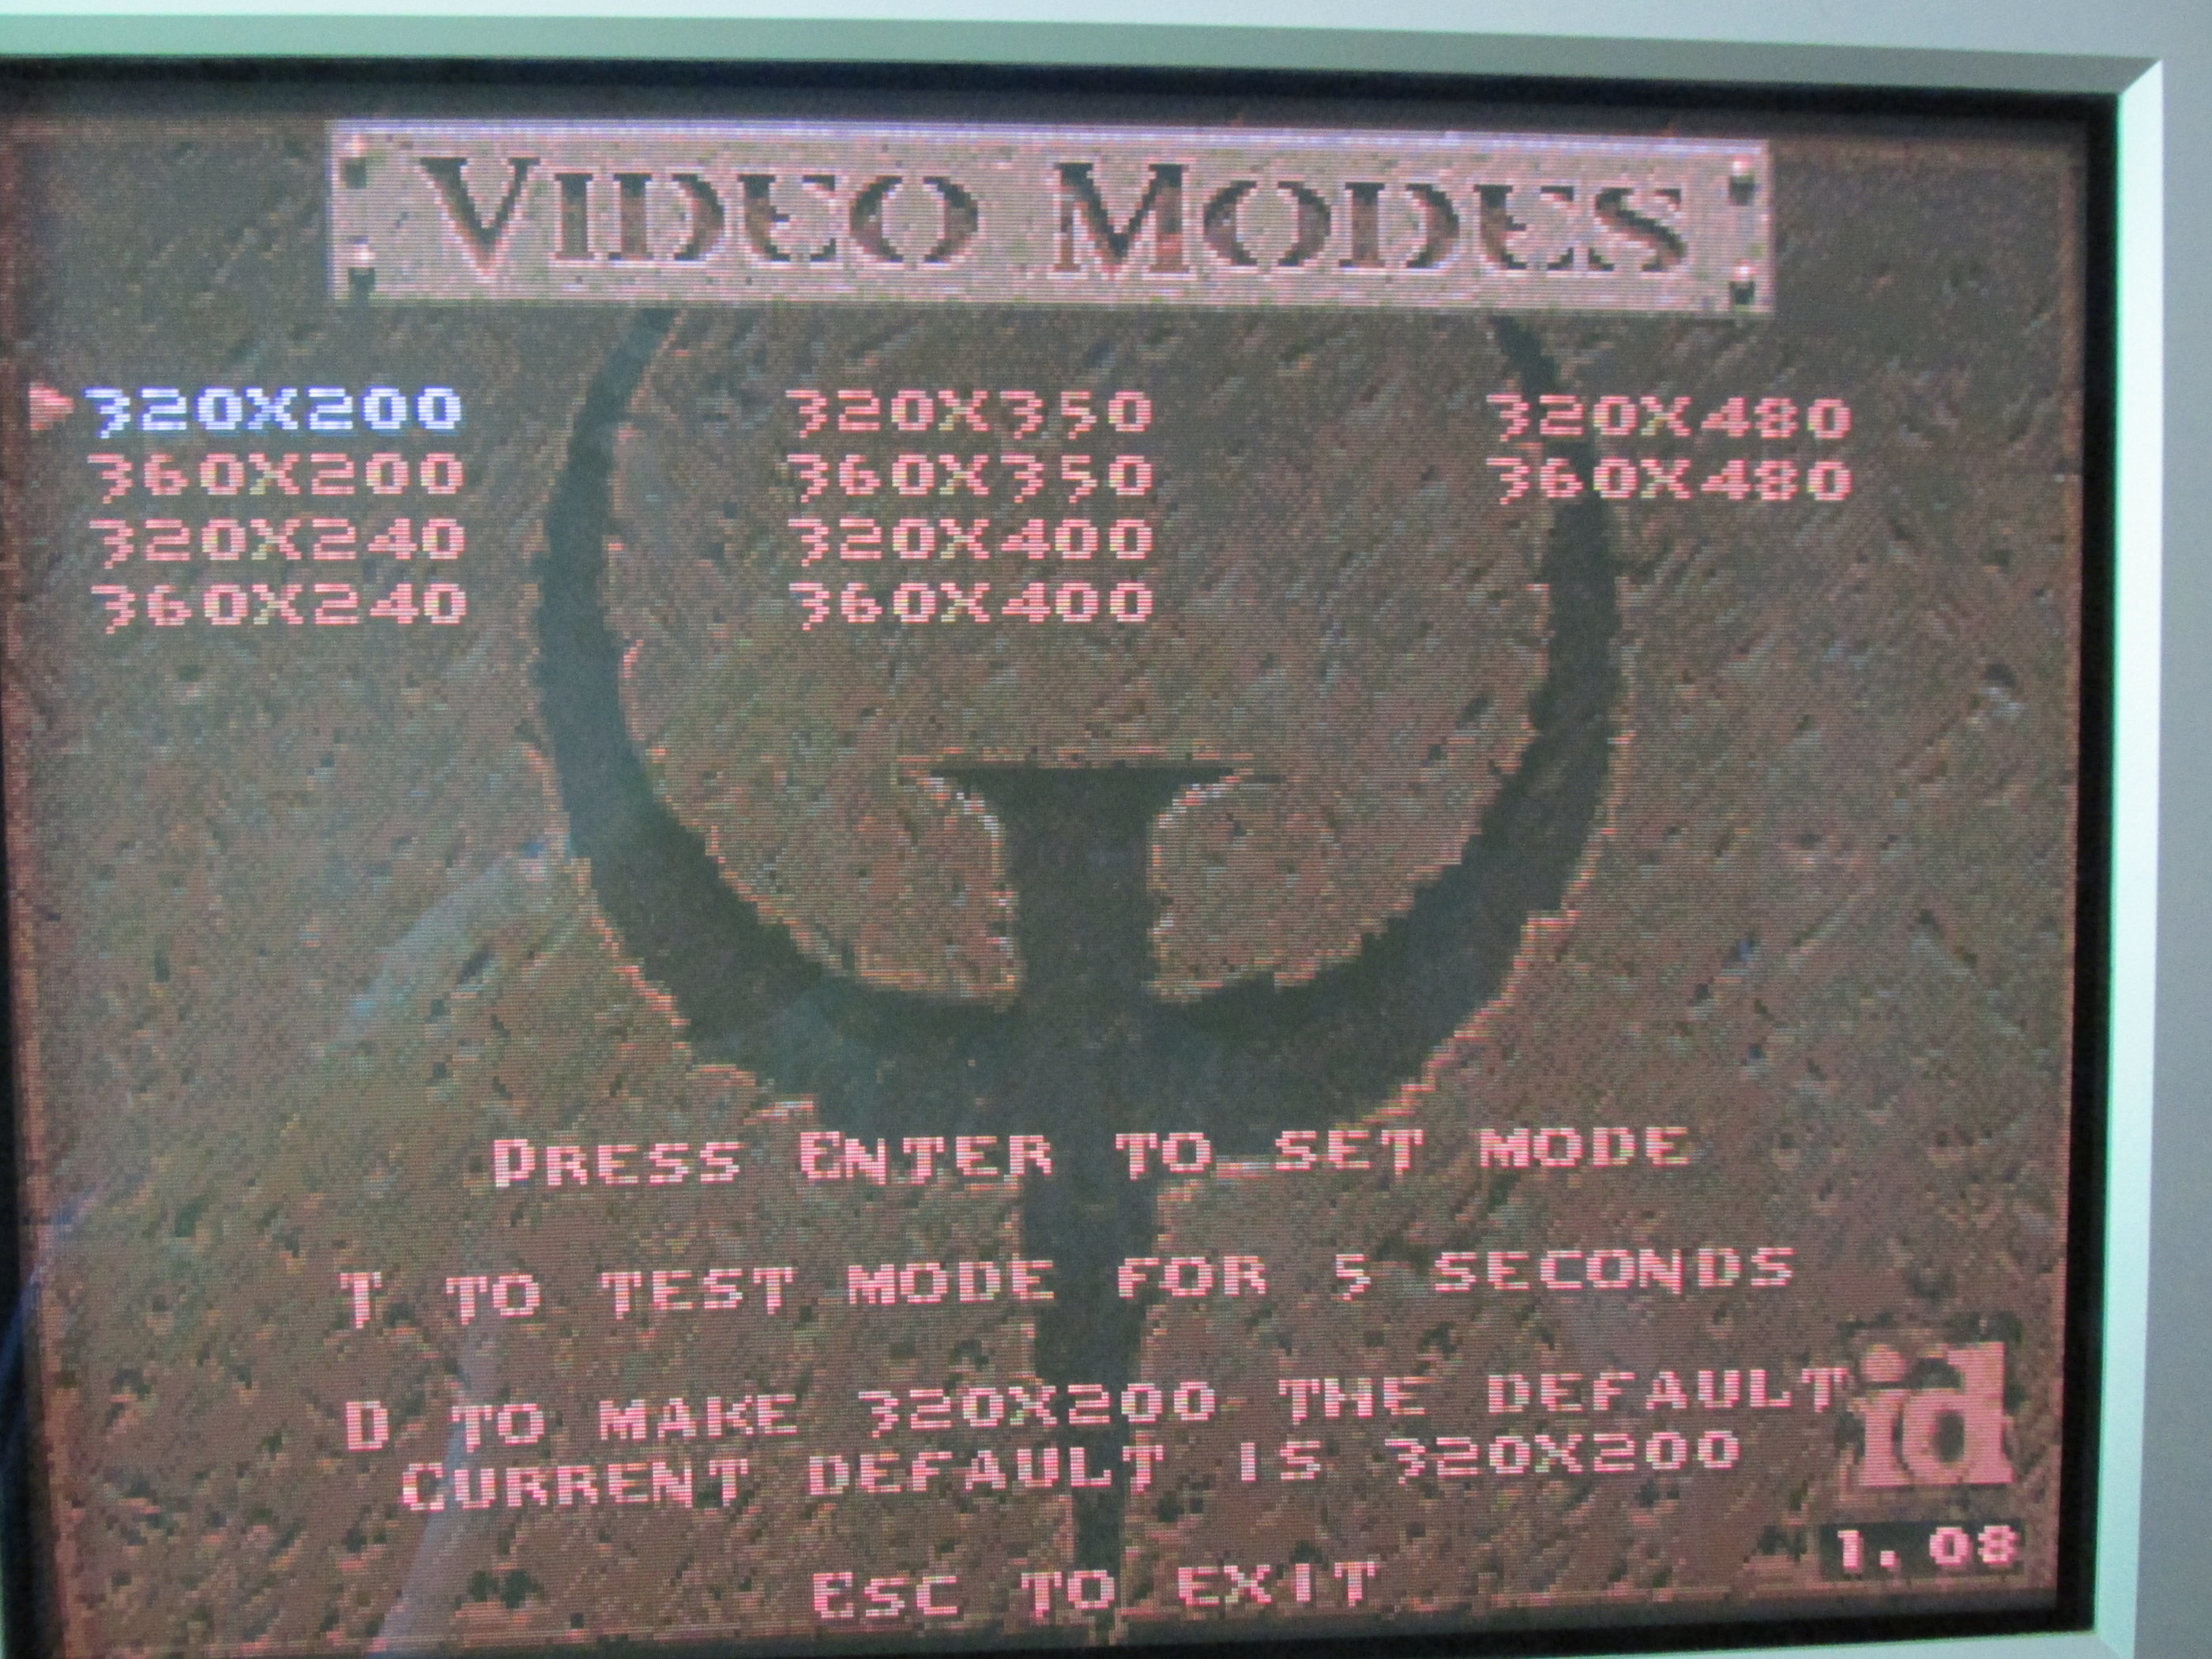 VIDEO MODES
320X200 320X350 320X480
360X200 360X350 360X480
320X240 320X400
360X240 360X400
PRESS ENTER TO SET MODE
T TO TEST MODE FOR 5 SECONDS
D TO MAKE 320X200 THE DEFAULT
CURRENT DEFAULT IS 320X200
id
1.08
ESC TO EXIT